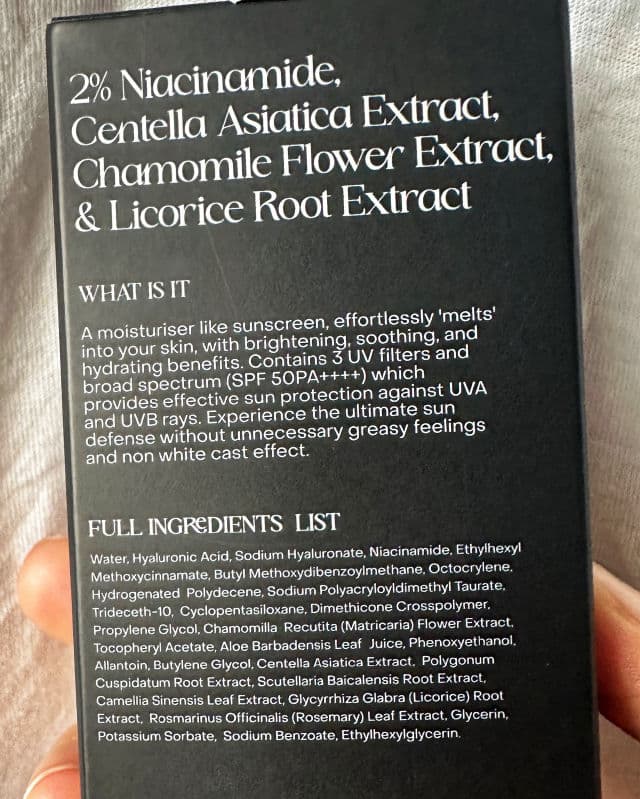 2% Niacinamide,
Centella Asiatica Extract,
Chamomile Flower Extract,
& Licorice Root Extract
WHAT IS IT
A moisturiser like sunscreen, effortlessly 'melts'
into your skin, with brightening, soothing, and
hydrating benefits. Contains 3 UV filters and
broad spectrum (SPF 50PA++++) which
provides effective sun protection against UVA
and UVB rays. Experience the ultimate sun
defense without unnecessary greasy feelings
and non white cast effect.
FULL INGReDIENTS LIST
Water, Hyaluronic Acid, Sodium Hyaluronate, Niacinamide, Ethylhexyl
Methoxycinnamate, Butyl Methoxydibenzoylmethane, Octocrylene,
Hydrogenated Polydecene, Sodium Polyacryloyldimethyl Taurate,
Trideceth-10, Cyclopentasiloxane, Dimethicone Crosspolymer,
Propylene Glycol, Chamomilla Recutita (Matricaria) Flower Extract,
Tocopheryl Acetate, Aloe Barbadensis Leaf Juice, Phenoxyethanol,
Allantoin, Butylene Glycol, Centella Asiatica Extract, Polygonum
Cuspidatum Root Extract, Scutellaria Baicalensis Root Extract,
Camellia Sinensis Leaf Extract, Glycyrrhiza Glabra (Licorice) Root
Extract, Rosmarinus Officinalis (Rosemary) Leaf Extract, Glycerin,
Potassium Sorbate, Sodium Benzoate, Ethylhexylglycerin.